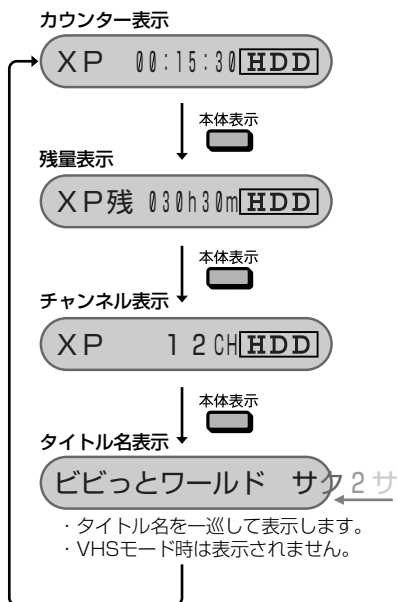 カウンター表示
ＸＰ 00:15:30 HDD
本体表示
残量表示
ＸＰ残 030h30m HDD
本体表示
チャンネル表示
ＸＰ １２CH HDD
本体表示
タイトル名表示
ビビっとワールド サク2サ
・タイトル名を一巡して表示します。
・VHSモード時は表示されません。